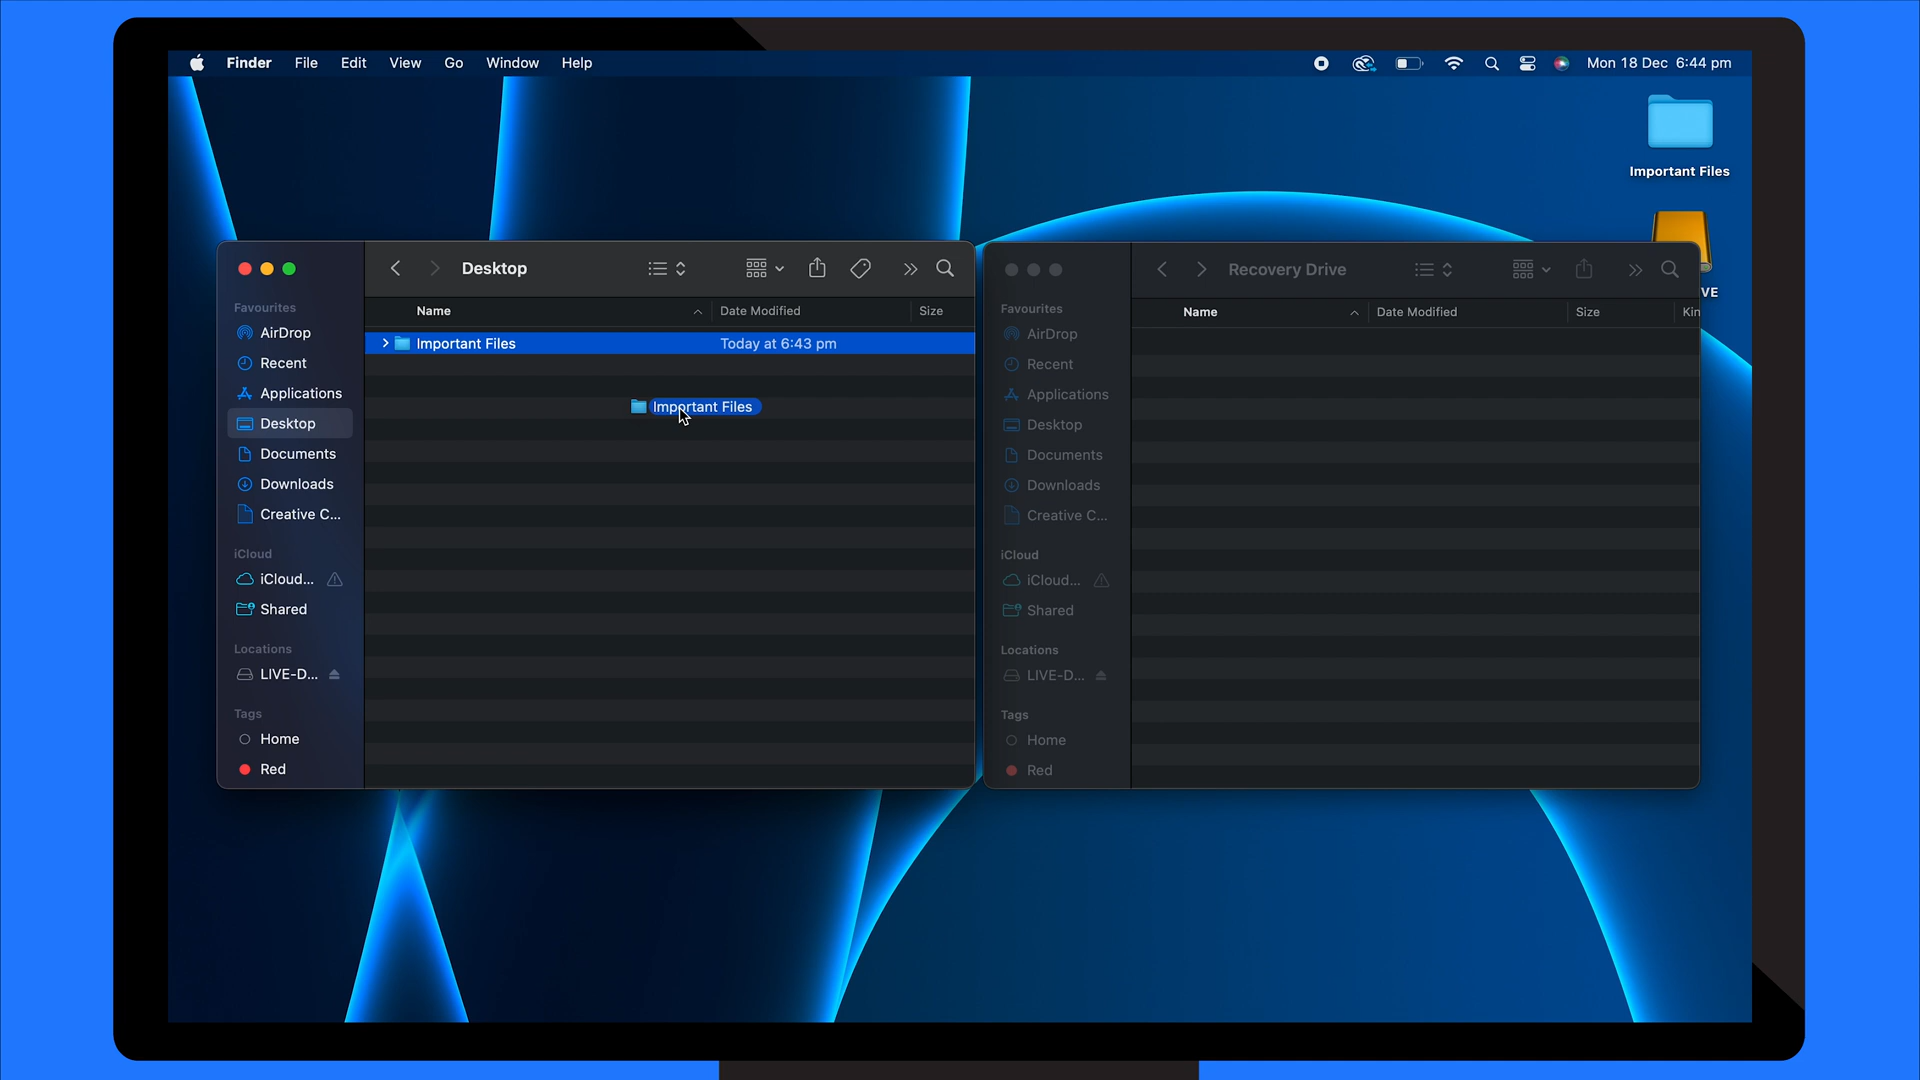 Finder File Edit View Go Window Help Mon 18 Dec 6:44 pm
Important Files
VE
Desktop
Favourites
AirDrop
Recent
Applications
Desktop
Documents
Downloads
Creative C...
iCloud
iCloud...
Shared
Locations
LIVE-D...
Tags
Home
Red
Name Date Modified Size
Important Files Today at 6:43 pm
Important Files
Recovery Drive
Favourites
AirDrop
Recent
Applications
Desktop
Documents
Downloads
Creative C...
iCloud
iCloud...
Shared
Locations
LIVE-D...
Tags
Home
Red
Name Date Modified Size Kin